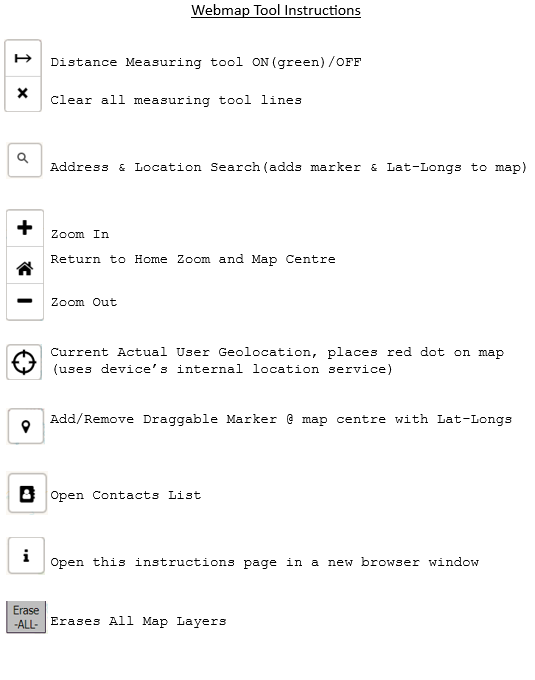 Webmap Tool Instructions
Distance Measuring tool ON(green)/OFF
Clear all measuring tool lines
Address & Location Search(adds marker & Lat-Longs to map)
Zoom In
Return to Home Zoom and Map Centre
Zoom Out
Current Actual User Geolocation, places red dot on map
(uses device’s internal location service)
Add/Remove Draggable Marker @ map centre with Lat-Longs
Open Contacts List
i
Open this instructions page in a new browser window
Erase
-ALL-
Erases All Map Layers